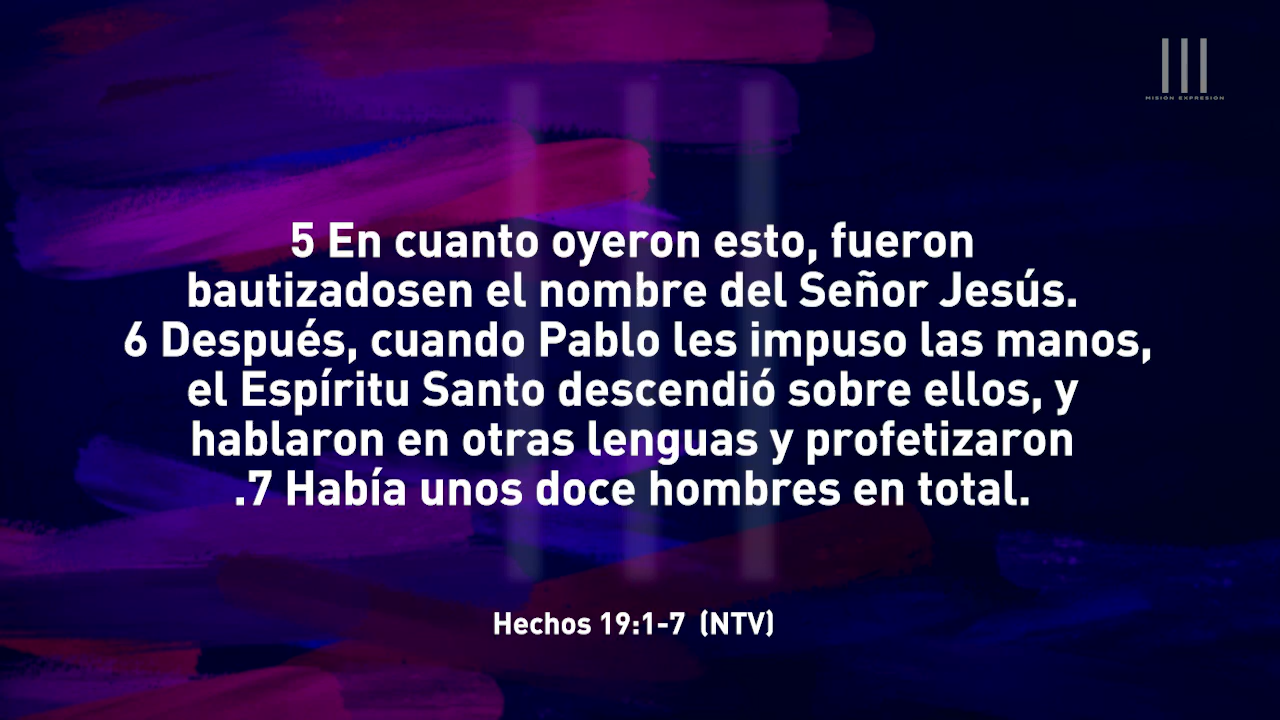 MISION EXPRESION
5 En cuanto oyeron esto, fueron
bautizadosen el nombre del Señor Jesús.
6 Después, cuando Pablo les impuso las manos,
el Espíritu Santo descendió sobre ellos, y
hablaron en otras lenguas y profetizaron
.7 Había unos doce hombres en total.
Hechos 19:1-7 (NTV)